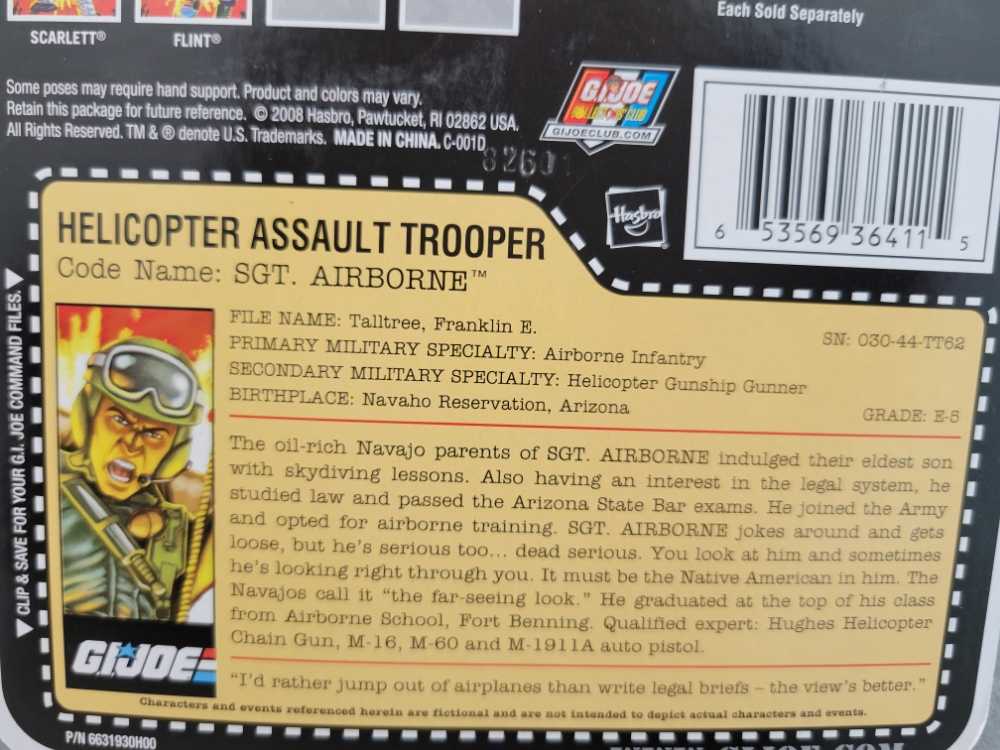 SCARLETT®
FLINT®
Each Sold Separately
Some poses may require hand support. Product and colors may vary.
Retain this package for future reference. © 2008 Hasbro, Pawtucket, RI 02862 USA.
All Rights Reserved. TM & ® denote U.S. Trademarks. MADE IN CHINA. C-001D
G.I. JOE
COLLECTORS' CLUB
GIJOECLUB.COM
Hasbro
6 53569 36411 5
▼ CLIP & SAVE FOR YOUR G.I. JOE COMMAND FILES. ▼
HELICOPTER ASSAULT TROOPER
Code Name: SGT. AIRBORNE™
FILE NAME: Talltree, Franklin E.
SN: 030-44-TT62
PRIMARY MILITARY SPECIALTY: Airborne Infantry
SECONDARY MILITARY SPECIALTY: Helicopter Gunship Gunner
BIRTHPLACE: Navaho Reservation, Arizona
GRADE: E-5
The oil-rich Navajo parents of SGT. AIRBORNE indulged their eldest son
with skydiving lessons. Also having an interest in the legal system, he
studied law and passed the Arizona State Bar exams. He joined the Army
and opted for airborne training. SGT. AIRBORNE jokes around and gets
loose, but he's serious too... dead serious. You look at him and sometimes
he's looking right through you. It must be the Native American in him. The
Navajos call it "the far-seeing look." He graduated at the top of his class
from Airborne School, Fort Benning. Qualified expert: Hughes Helicopter
Chain Gun, M-16, M-60 and M-1911A auto pistol.
"I'd rather jump out of airplanes than write legal briefs – the view's better."
G.I. JOE
Characters and events referenced herein are fictional and are not intended to depict actual characters and events.
P/N 6631930H00